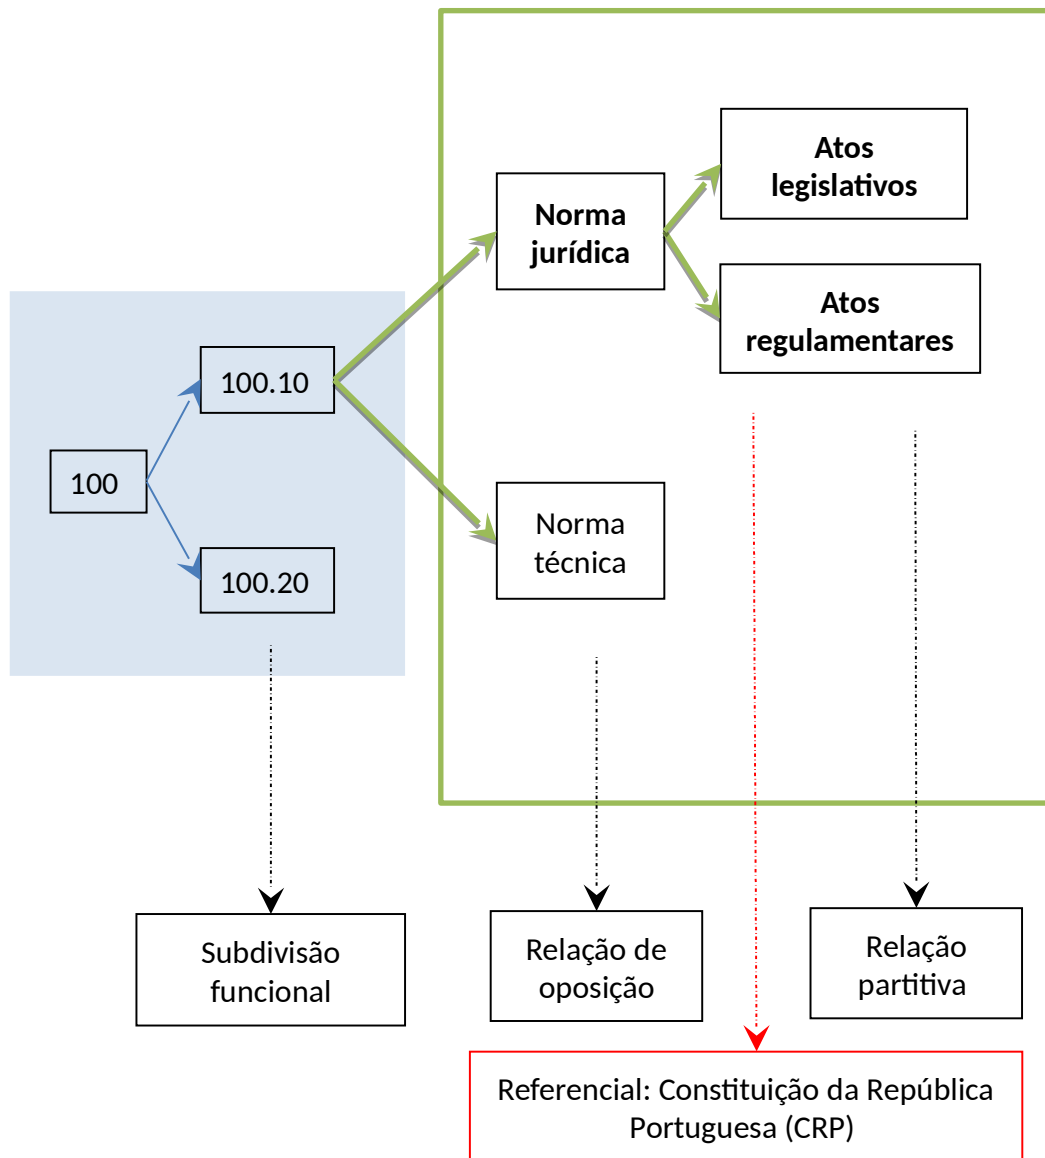 Atos
legislativos
Norma
jurídica
Atos
regulamentares
100.10
100
100.20
Norma
técnica
Subdivisão
funcional
Relação de
oposição
Relação
partitiva
Referencial: Constituição da República
Portuguesa (CRP)